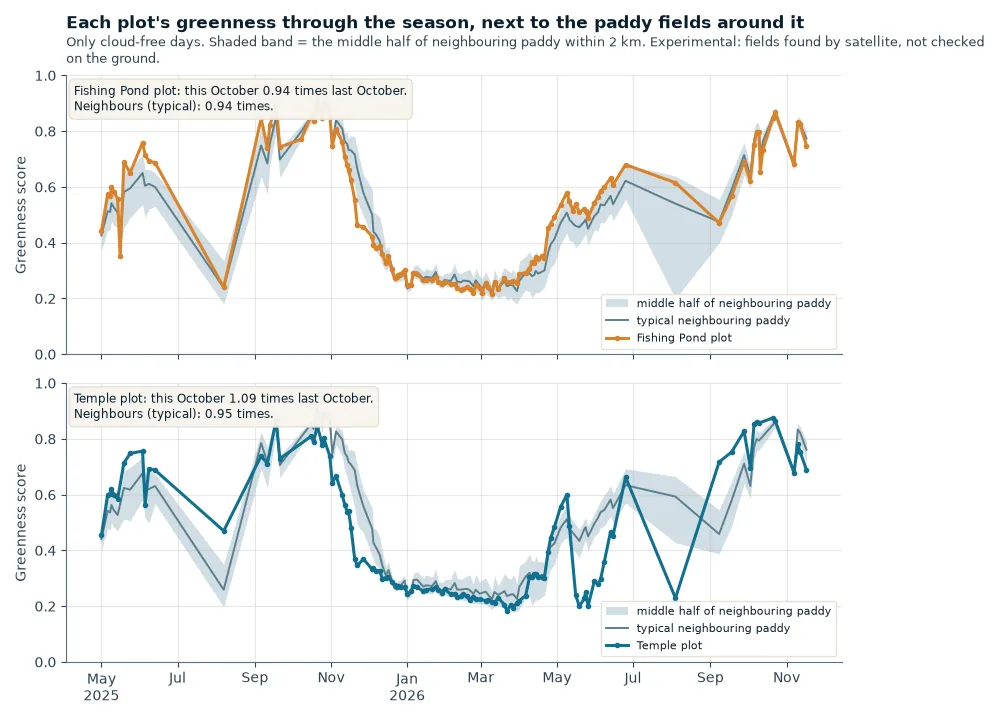 Each plot's greenness through the season, next to the paddy fields around it
Only cloud-free days. Shaded band = the middle half of neighbouring paddy within 2 km. Experimental: fields found by satellite, not checked
on the ground.
1.0
Fishing Pond plot: this October 0.94 times last October.
Neighbours (typical): 0.94 times.
0.8
0.6
Greenness score
0.4
0.2
middle half of neighbouring paddy
typical neighbouring paddy
Fishing Pond plot
0.0
1.0
Temple plot: this October 1.09 times last October.
Neighbours (typical): 0.95 times.
0.8
0.6
Greenness score
0.4
0.2
middle half of neighbouring paddy
typical neighbouring paddy
Temple plot
0.0
May Jul Sep Nov Jan Mar May Jul Sep Nov
2025 2026